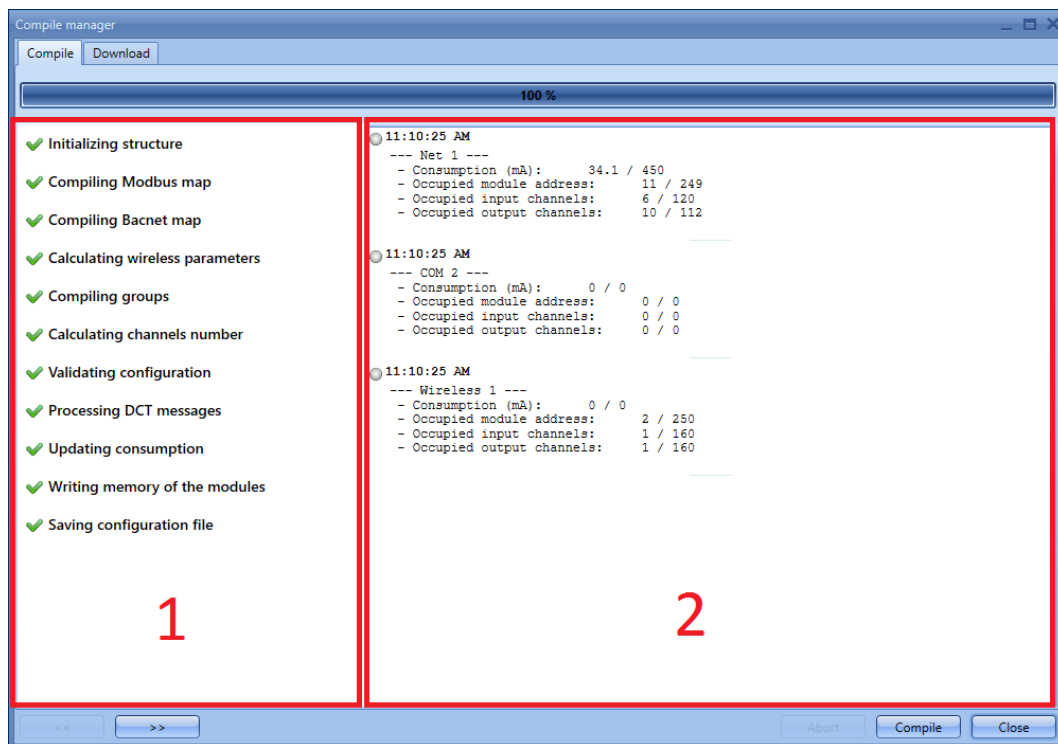 Compile manager
Compile Download
100 %
Initializing structure
Compiling Modbus map
Compiling Bacnet map
Calculating wireless parameters
Compiling groups
Calculating channels number
Validating configuration
Processing DCT messages
Updating consumption
Writing memory of the modules
Saving configuration file
1
11:10:25 AM
--- Net 1 ---
- Consumption (mA): 34.1 / 450
- Occupied module address: 11 / 249
- Occupied input channels: 6 / 120
- Occupied output channels: 10 / 112
11:10:25 AM
--- COM 2 ---
- Consumption (mA): 0 / 0
- Occupied module address: 0 / 0
- Occupied input channels: 0 / 0
- Occupied output channels: 0 / 0
11:10:25 AM
--- Wireless 1 ---
- Consumption (mA): 0 / 0
- Occupied module address: 2 / 250
- Occupied input channels: 1 / 160
- Occupied output channels: 1 / 160
2
<< >> Abort Compile Close